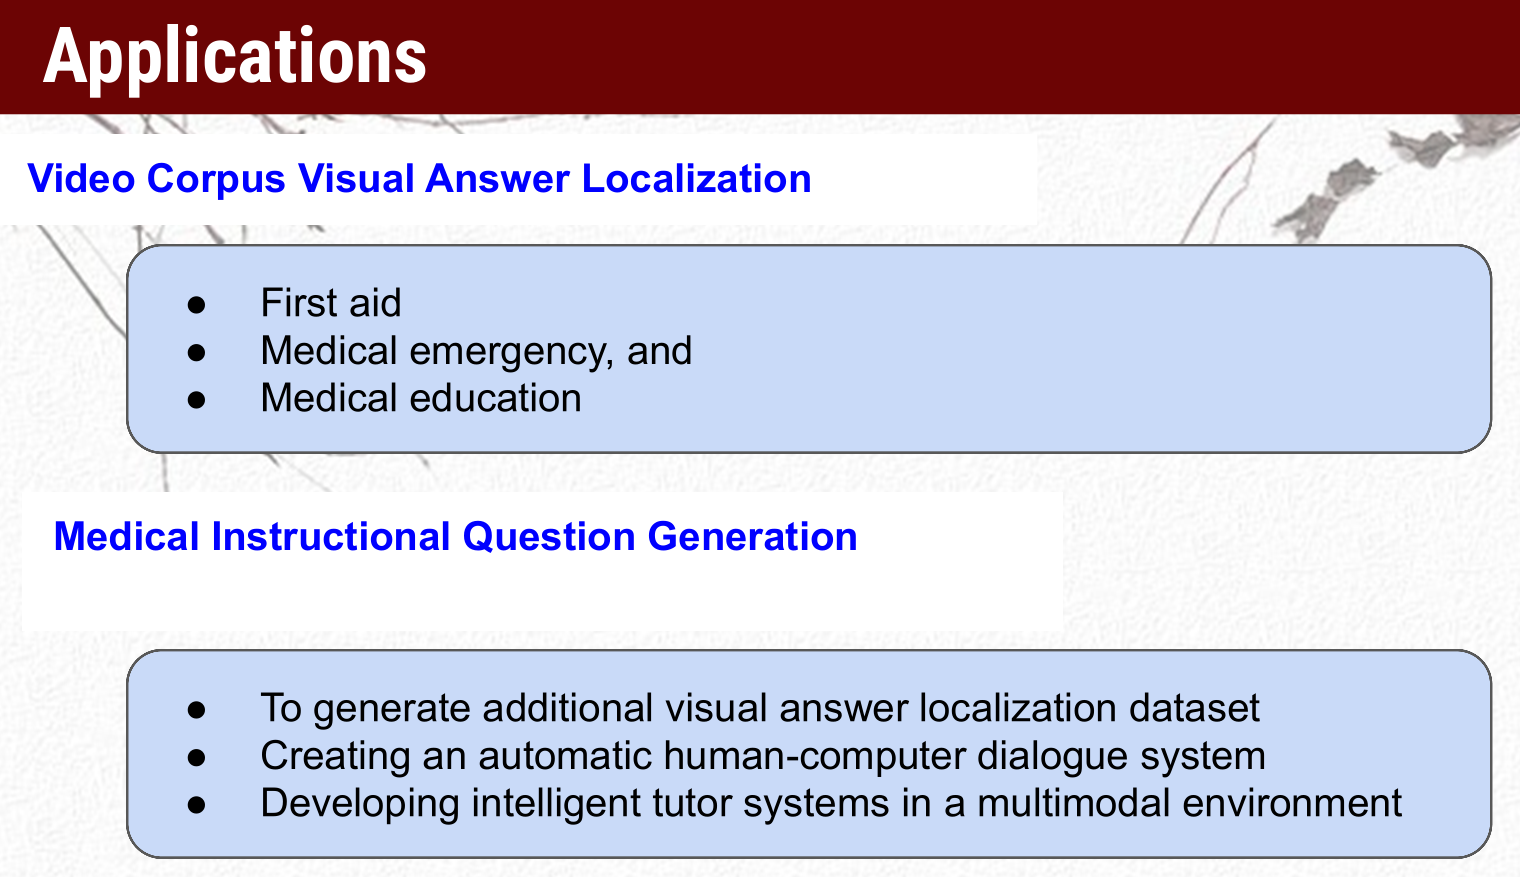 Applications
Video Corpus Visual Answer Localization
● First aid
● Medical emergency, and
● Medical education
Medical Instructional Question Generation
● To generate additional visual answer localization dataset
● Creating an automatic human-computer dialogue system
● Developing intelligent tutor systems in a multimodal environment